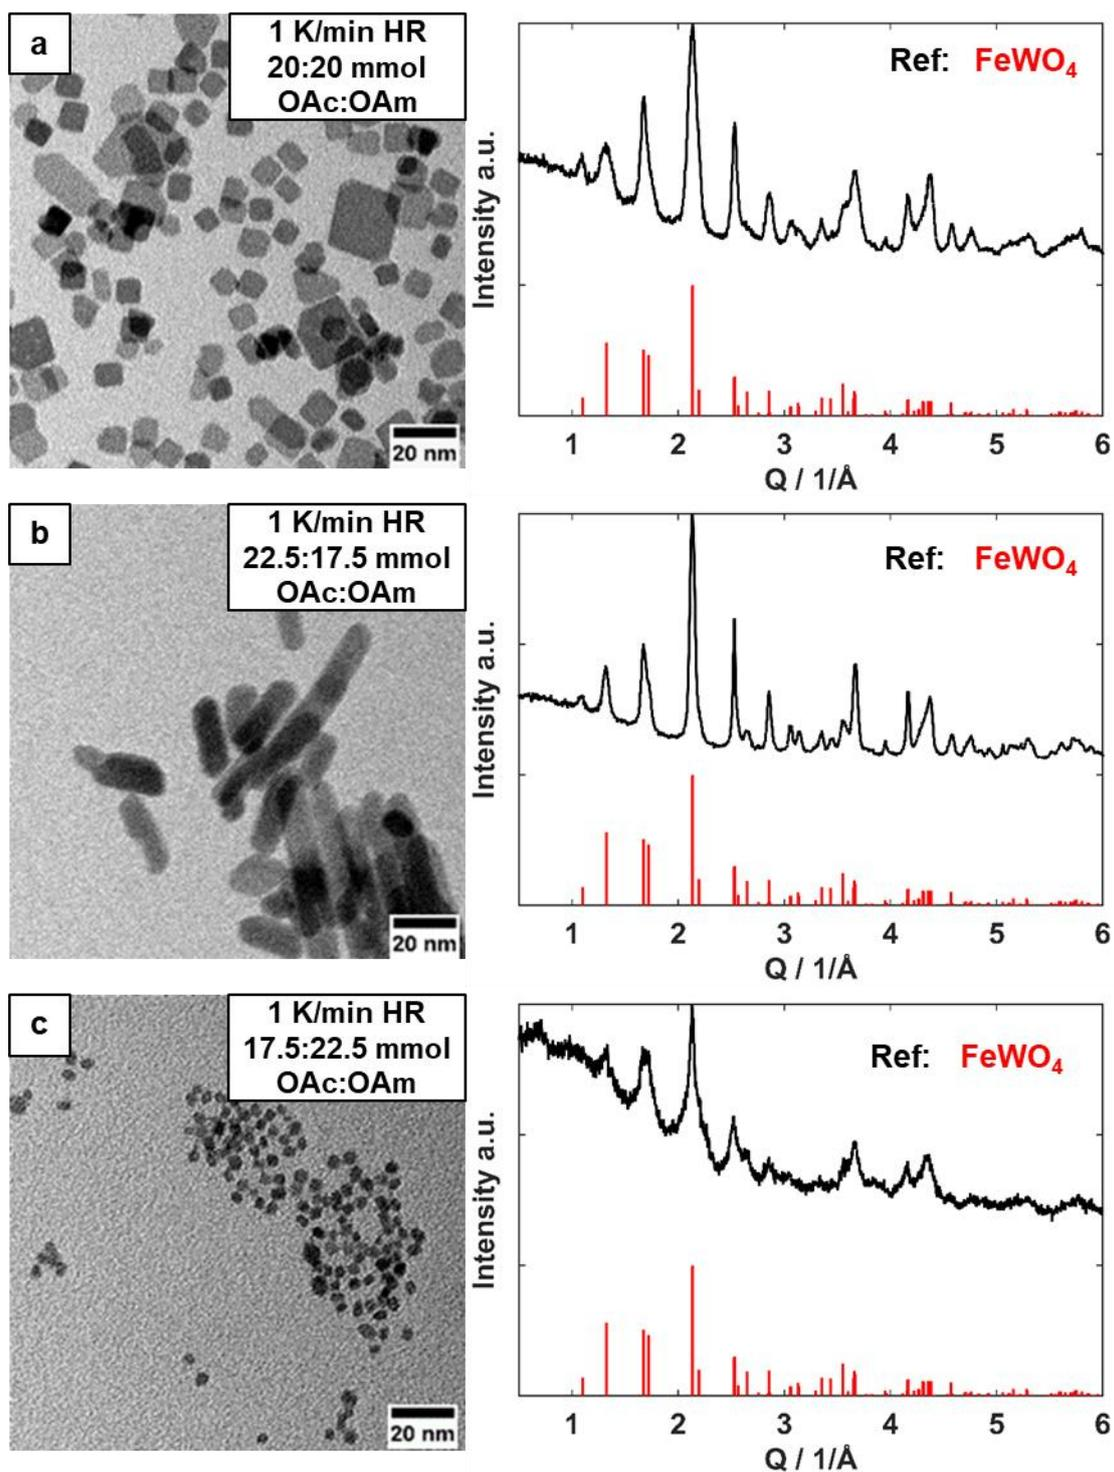 a
1 K/min HR
20:20 mmol
OAc:OAm
20 nm
Intensity a.u.
Ref: FeWO4
1 2 3 4 5 6
Q / 1/Å
b
1 K/min HR
22.5:17.5 mmol
OAc:OAm
20 nm
Intensity a.u.
Ref: FeWO4
1 2 3 4 5 6
Q / 1/Å
c
1 K/min HR
17.5:22.5 mmol
OAc:OAm
20 nm
Intensity a.u.
Ref: FeWO4
1 2 3 4 5 6
Q / 1/Å